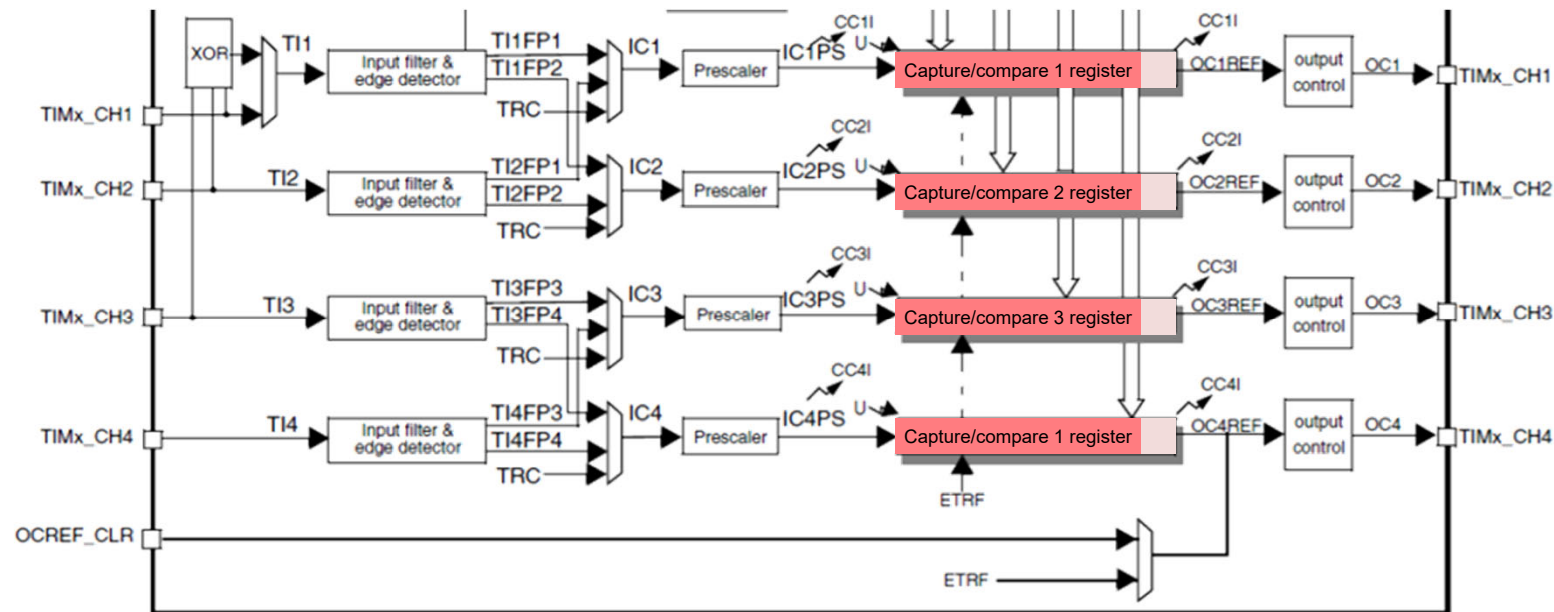 CC1I
CC1I
XOR
TI1
TI1FP1
IC1
IC1PS
U
Input filter &
edge detector
TI1FP2
Prescaler
Capture/compare 1 register
OC1REF
output
control
OC1
TIMx_CH1
TRC
TIMx_CH1
CC2I
CC2I
TIMx_CH2
TI2
Input filter &
edge detector
TI2FP1
TI2FP2
IC2
Prescaler
IC2PS
U
Capture/compare 2 register
OC2REF
output
control
OC2
TIMx_CH2
TRC
CC3I
CC3I
TIMx_CH3
TI3
Input filter &
edge detector
TI3FP3
TI3FP4
IC3
Prescaler
IC3PS
U
Capture/compare 3 register
OC3REF
output
control
OC3
TIMx_CH3
TRC
CC4I
CC4I
TIMx_CH4
TI4
Input filter &
edge detector
TI4FP3
TI4FP4
IC4
Prescaler
IC4PS
U
Capture/compare 1 register
OC4REF
output
control
OC4
TIMx_CH4
TRC
ETRF
OCREF_CLR
ETRF